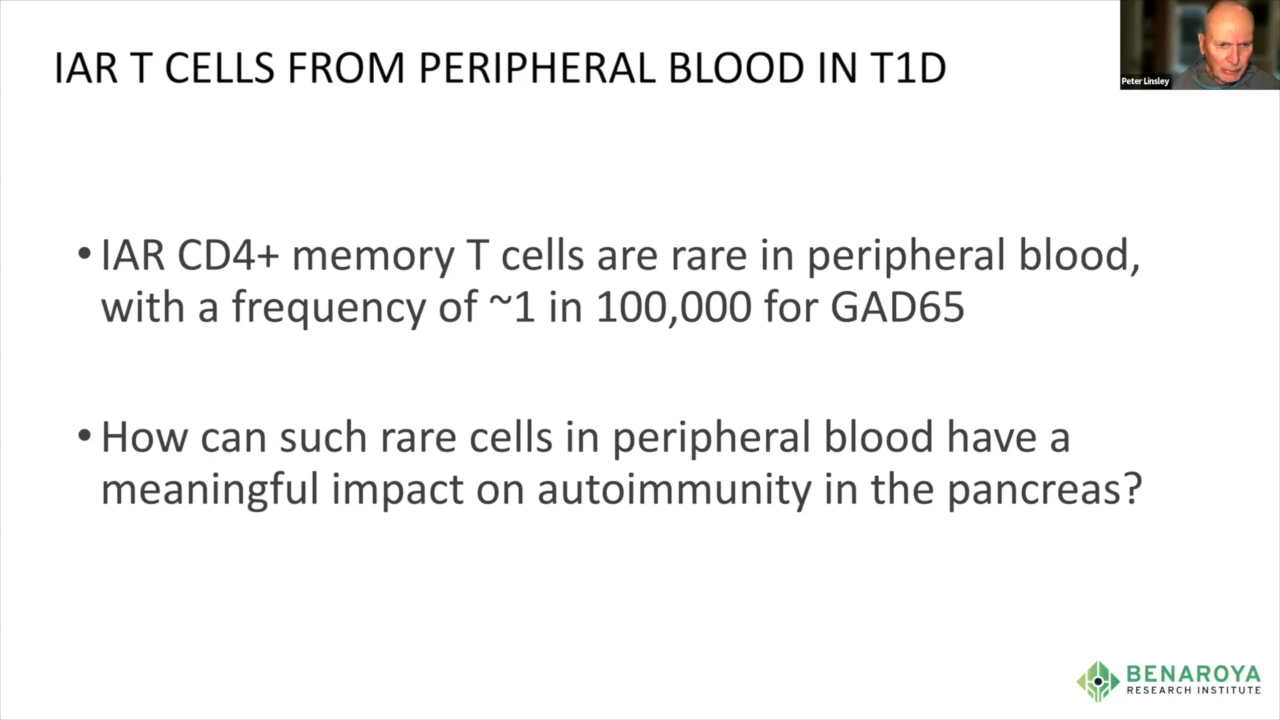 IAR T CELLS FROM PERIPHERAL BLOOD IN T1D
Peter Linsley
• IAR CD4+ memory T cells are rare in peripheral blood,
with a frequency of ~1 in 100,000 for GAD65
• How can such rare cells in peripheral blood have a
meaningful impact on autoimmunity in the pancreas?
BENAROYA
RESEARCH INSTITUTE